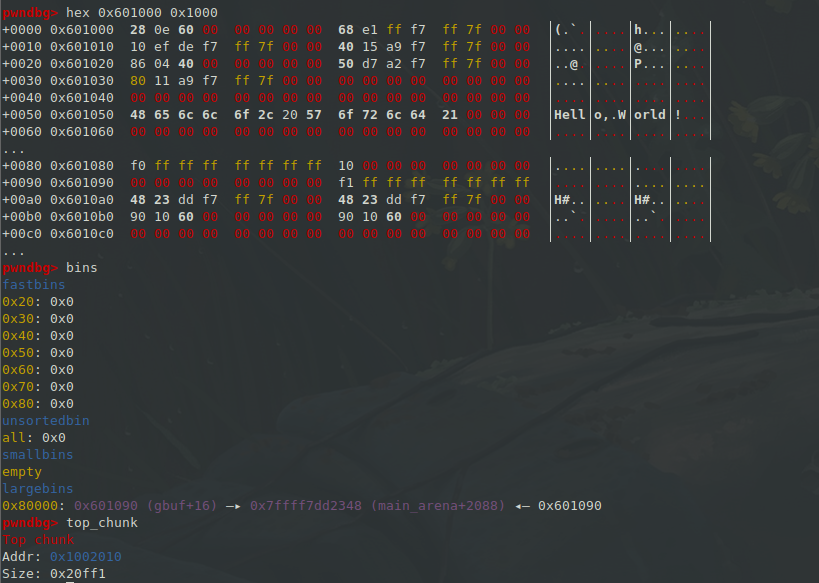 pwndbg> hex 0x601000 0x1000
+0000 0x601000  28 0e 60 00  00 00 00 00  68 e1 ff f7  ff 7f 00 00  |(.`.|....|h...|....|
+0010 0x601010  10 ef de f7  ff 7f 00 00  40 15 a9 f7  ff 7f 00 00  |....|....|@...|....|
+0020 0x601020  86 04 40 00  00 00 00 00  50 d7 a2 f7  ff 7f 00 00  |..@.|....|P...|....|
+0030 0x601030  80 11 a9 f7  ff 7f 00 00  00 00 00 00  00 00 00 00  |....|....|....|....|
+0040 0x601040  00 00 00 00  00 00 00 00  00 00 00 00  00 00 00 00  |....|....|....|....|
+0050 0x601050  48 65 6c 6c  6f 2c 20 57  6f 72 6c 64  21 00 00 00  |Hell|o,.W|orld|!...|
+0060 0x601060  00 00 00 00  00 00 00 00  00 00 00 00  00 00 00 00  |....|....|....|....|
...
+0080 0x601080  f0 ff ff ff  ff ff ff ff  10 00 00 00  00 00 00 00  |....|....|....|....|
+0090 0x601090  00 00 00 00  00 00 00 00  f1 ff ff ff  ff ff ff ff  |....|....|....|....|
+00a0 0x6010a0  48 23 dd f7  ff 7f 00 00  48 23 dd f7  ff 7f 00 00  |H#..|....|H#..|....|
+00b0 0x6010b0  90 10 60 00  00 00 00 00  90 10 60 00  00 00 00 00  |..`.|....|..`.|....|
+00c0 0x6010c0  00 00 00 00  00 00 00 00  00 00 00 00  00 00 00 00  |....|....|....|....|
...
pwndbg> bins
fastbins
0x20: 0x0
0x30: 0x0
0x40: 0x0
0x50: 0x0
0x60: 0x0
0x70: 0x0
0x80: 0x0
unsortedbin
all: 0x0
smallbins
empty
largebins
0x80000: 0x601090 (gbuf+16) —▸ 0x7ffff7dd2348 (main_arena+2088) ◂— 0x601090
pwndbg> top_chunk
Top chunk
Addr: 0x1002010
Size: 0x20ff1